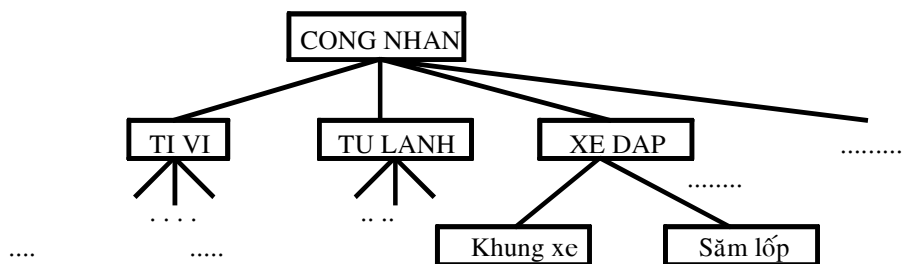 CONG NHAN
TI VI TU LANH XE DAP .........
........
. . . . .. ..
Khung xe Săm lốp
.... .....